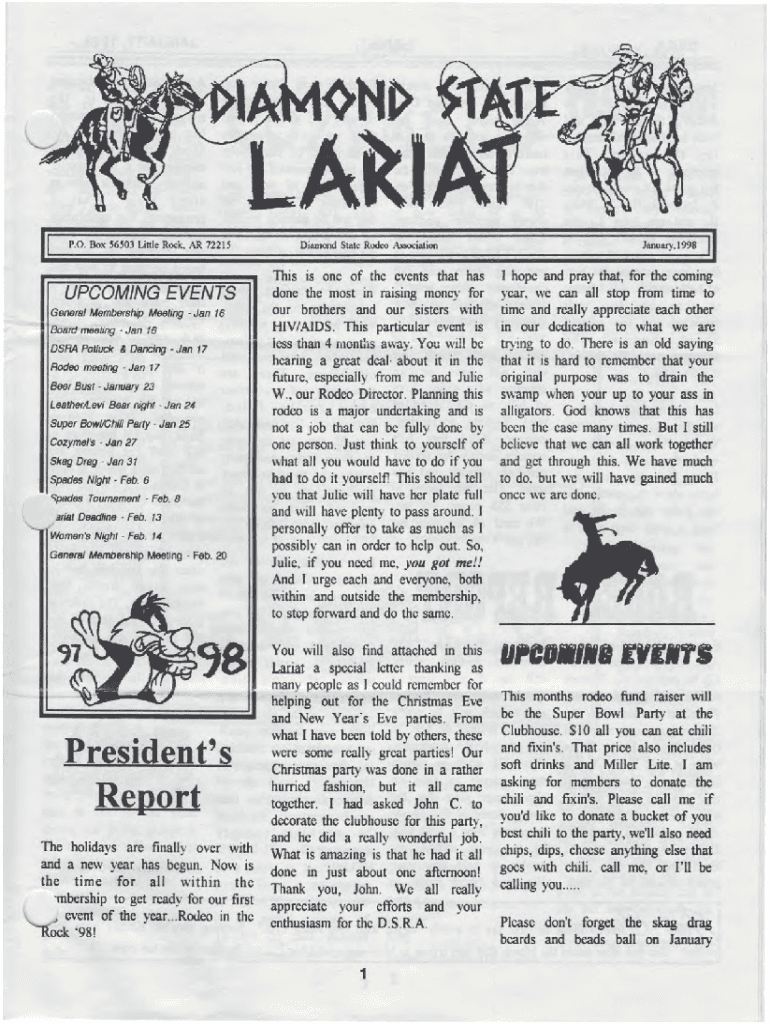 DIAMOND STATE
LARIAT
P.O. Box 56503 Little Rock, AR 72215 Diamond State Rodeo Association January,1998
UPCOMING EVENTS
General Membership Meeting - Jan 16
Board meeting - Jan 16
DSRA Potluck & Dancing - Jan 17
Rodeo meeting - Jan 17
Beer Bust - January 23
Leather/Levi Bear night - Jan 24
Super Bowl/Chili Party - Jan 25
Cozymel's - Jan 27
Skag Drag - Jan 31
Spades Night - Feb. 6
Spades Tournament - Feb. 8
ariat Deadline - Feb. 13
Women's Night - Feb. 14
General Membership Meeting - Feb. 20
97 98
President's
Report
The holidays are finally over with
and a new year has begun. Now is
the time for all within the
mbership to get ready for our first
event of the year...Rodeo in the
Rock '98!
This is one of the events that has
done the most in raising money for
our brothers and our sisters with
HIV/AIDS. This particular event is
less than 4 months away. You will be
hearing a great deal about it in the
future, especially from me and Julie
W., our Rodeo Director. Planning this
rodeo is a major undertaking and is
not a job that can be fully done by
one person. Just think to yourself of
what all you would have to do if you
had to do it yourself! This should tell
you that Julie will have her plate full
and will have plenty to pass around. I
personally offer to take as much as I
possibly can in order to help out. So,
Julie, if you need me, you got me!!
And I urge each and everyone, both
within and outside the membership,
to step forward and do the same.
You will also find attached in this
Lariat a special letter thanking as
many people as I could remember for
helping out for the Christmas Eve
and New Year's Eve parties. From
what I have been told by others, these
were some really great parties! Our
Christmas party was done in a rather
hurried fashion, but it all came
together. I had asked John C. to
decorate the clubhouse for this party,
and he did a really wonderful job.
What is amazing is that he had it all
done in just about one afternoon!
Thank you, John. We all really
appreciate your efforts and your
enthusiasm for the D.S.R.A.
I hope and pray that, for the coming
year, we can all stop from time to
time and really appreciate each other
in our dedication to what we are
trying to do. There is an old saying
that it is hard to remember that your
original purpose was to drain the
swamp when your up to your ass in
alligators. God knows that this has
been the case many times. But I still
believe that we can all work together
and get through this. We have much
to do, but we will have gained much
once we are done.
UPCOMING EVENTS
This months rodeo fund raiser will
be the Super Bowl Party at the
Clubhouse. $10 all you can eat chili
and fixin's. That price also includes
soft drinks and Miller Lite. I am
asking for members to donate the
chili and fixin's. Please call me if
you'd like to donate a bucket of you
best chili to the party, we'll also need
chips, dips, cheese anything else that
goes with chili. call me, or I'll be
calling you.....
Please don't forget the skag drag
beards and beads ball on January
1